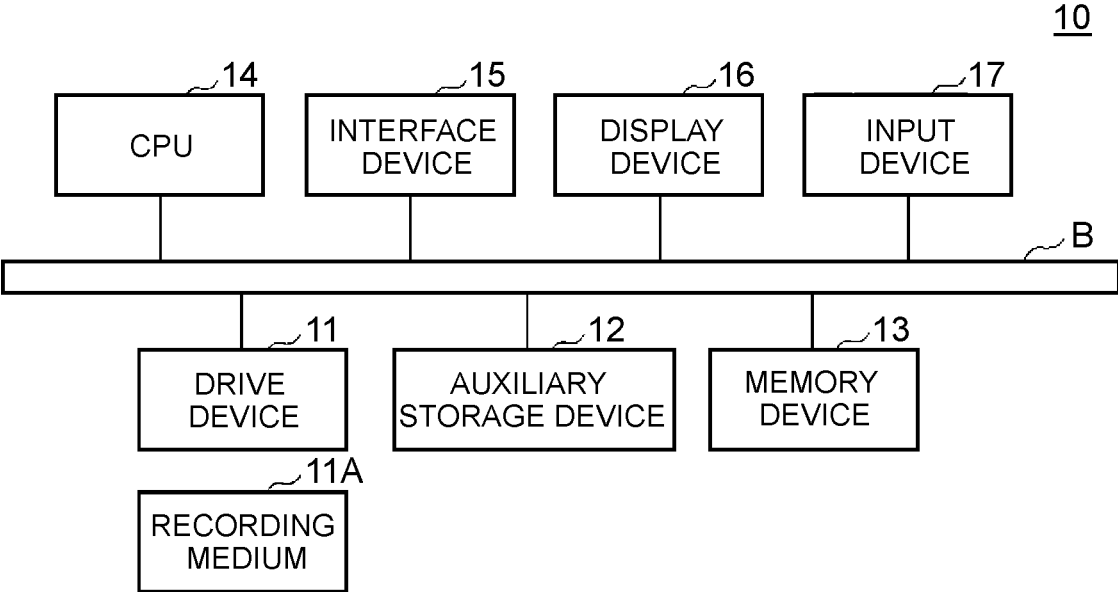 10
14
15
16
17
CPU
INTERFACE
DEVICE
DISPLAY
DEVICE
INPUT
DEVICE
B
11
12
13
DRIVE
DEVICE
AUXILIARY
STORAGE DEVICE
MEMORY
DEVICE
11A
RECORDING
MEDIUM